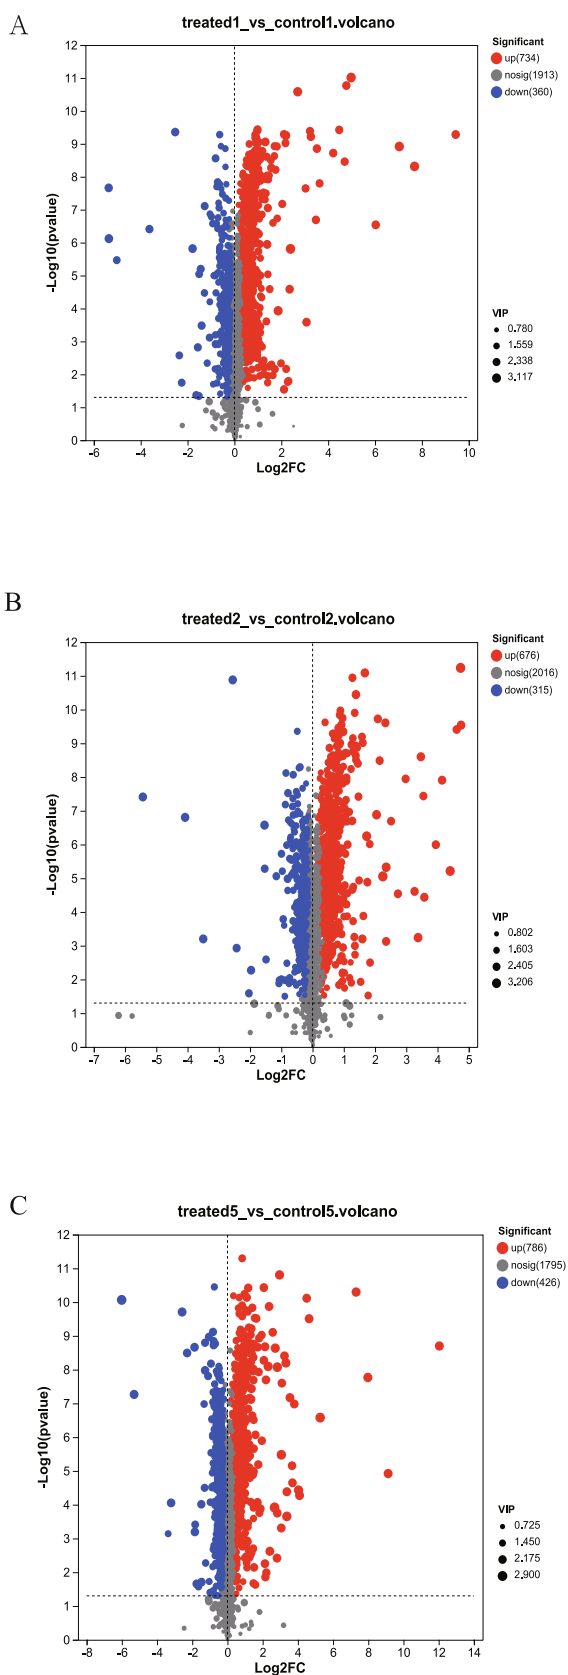 A
treated1_vs_control1.volcano
Significant
up(734)
nosig(1913)
down(360)
12
11
10
9
8
7
6
5
4
3
2
1
0
-Log10(pvalue)
VIP
0.780
1.559
2.338
3.117
-6 -4 -2 0 2 4 6 8 10
Log2FC
B
treated2_vs_control2.volcano
Significant
up(676)
nosig(2016)
down(315)
12
11
10
9
8
7
6
5
4
3
2
1
0
-Log10(pvalue)
VIP
0.802
1.603
2.405
3.206
-7 -6 -5 -4 -3 -2 -1 0 1 2 3 4 5
Log2FC
C
treated5_vs_control5.volcano
Significant
up(786)
nosig(1795)
down(426)
12
11
10
9
8
7
6
5
4
3
2
1
0
-Log10(pvalue)
VIP
0.725
1.450
2.175
2.900
-8 -6 -4 -2 0 2 4 6 8 10 12 14
Log2FC